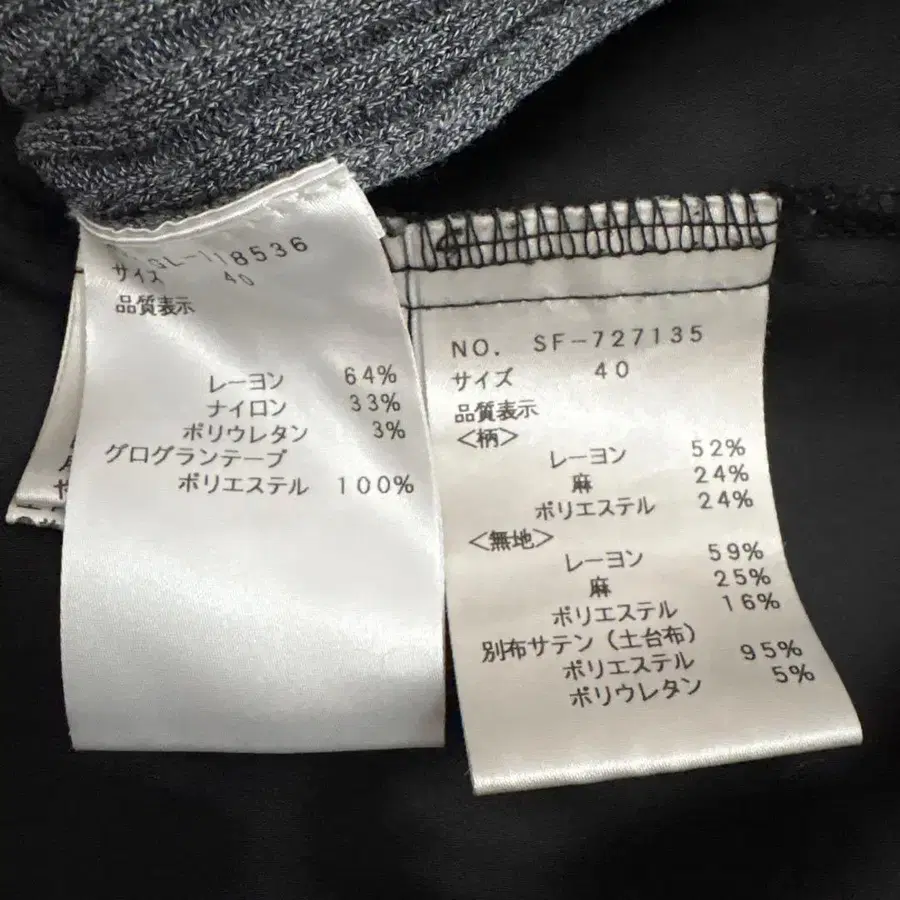 GL-118536
サイズ 40
品質表示
レーヨン 64%
ナイロン 33%
ポリウレタン 3%
グログランテープ
ポリエステル 100%
NO. SF-727135
サイズ 40
品質表示
<柄>
レーヨン 52%
麻 24%
ポリエステル 24%
<無地>
レーヨン 59%
麻 25%
ポリエステル 16%
別布サテン(土台布)
ポリエステル 95%
ポリウレタン 5%